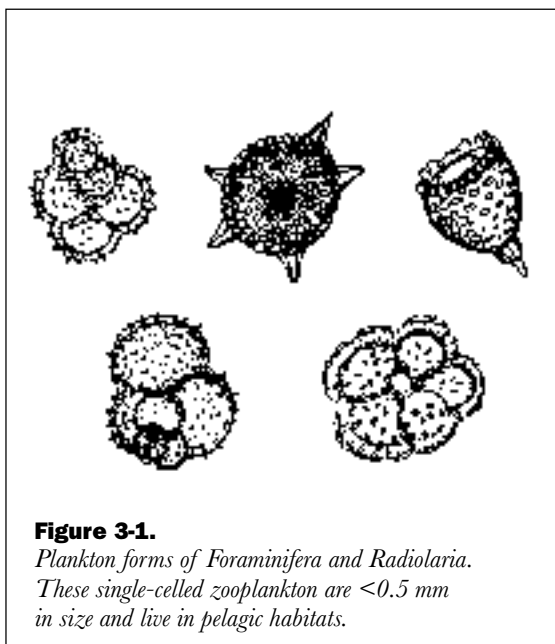 Figure 3-1.
Plankton forms of Foraminifera and Radiolaria.
These single-celled zooplankton are <0.5 mm
in size and live in pelagic habitats.